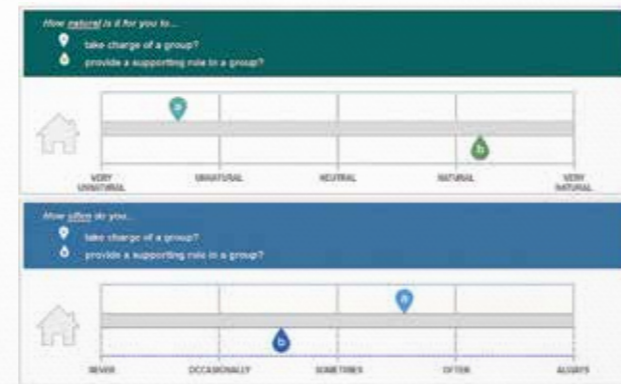 How natural is it for you to...
a take charge of a group?
b provide a supporting role in a group?
a
b
VERY UNNATURAL UNNATURAL NEUTRAL NATURAL VERY NATURAL
How often do you...
a take charge of a group?
b provide a supporting role in a group?
a
b
NEVER OCCASIONALLY SOMETIMES OFTEN ALWAYS